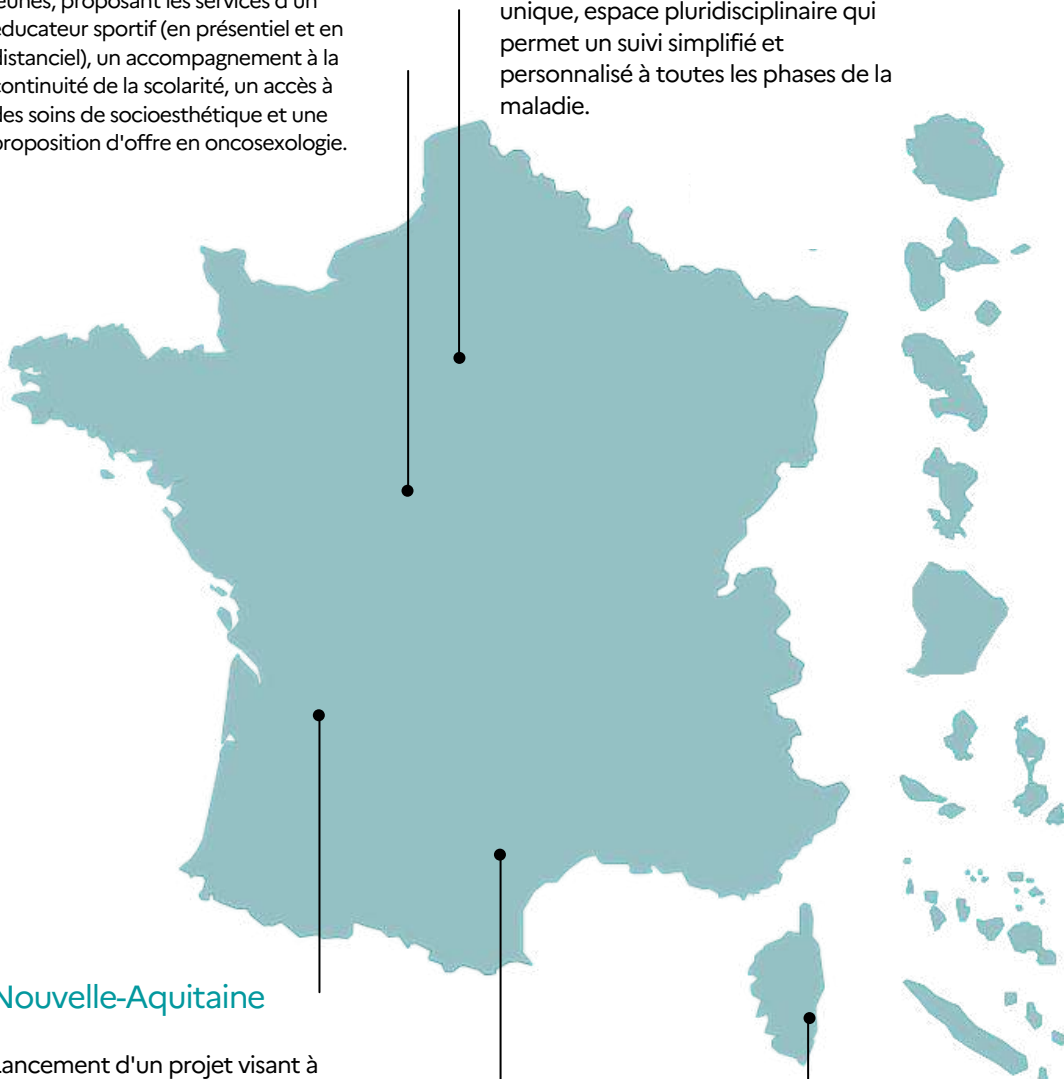 jeunes, proposant les services d'un
éducateur sportif (en présentiel et en
distanciel), un accompagnement à la
continuité de la scolarité, un accès à
des soins de socioesthétique et une
proposition d'offre en oncosexologie.
unique, espace pluridisciplinaire qui
permet un suivi simplifié et
personnalisé à toutes les phases de la
maladie.
Nouvelle-Aquitaine
Lancement d'un projet visant à